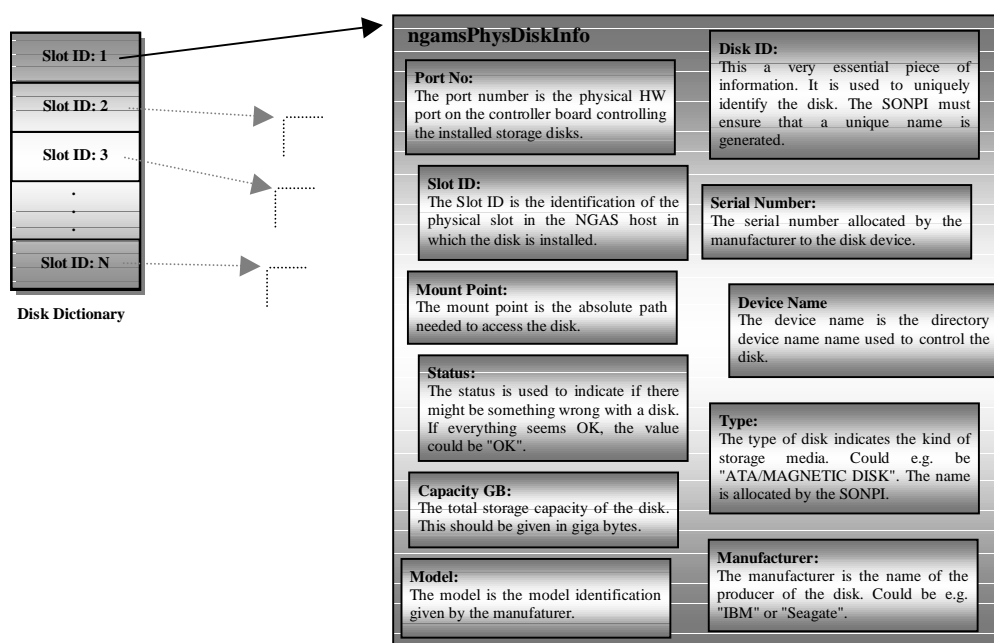 Slot ID: 1
Slot ID: 2
Slot ID: 3
.
.
.
Slot ID: N
Disk Dictionary
ngamsPhysDiskInfo
Port No:
The port number is the physical HW
port on the controller board controlling
the installed storage disks.
Slot ID:
The Slot ID is the identification of the
physical slot in the NGAS host in
which the disk is installed.
Mount Point:
The mount point is the absolute path
needed to access the disk.
Status:
The status is used to indicate if there
might be something wrong with a disk.
If everything seems OK, the value
could be "OK".
Capacity GB:
The total storage capacity of the disk.
This should be given in giga bytes.
Model:
The model is the model identification
given by the manufaturer.
Disk ID:
This a very essential piece of
information. It is used to uniquely
identify the disk. The SONPI must
ensure that a unique name is
generated.
Serial Number:
The serial number allocated by the
manufacturer to the disk device.
Device Name
The device name is the directory
device name name used to control the
disk.
Type:
The type of disk indicates the kind of
storage media. Could e.g. be
"ATA/MAGNETIC DISK". The name
is allocated by the SONPI.
Manufacturer:
The manufacturer is the name of the
producer of the disk. Could be e.g.
"IBM" or "Seagate".